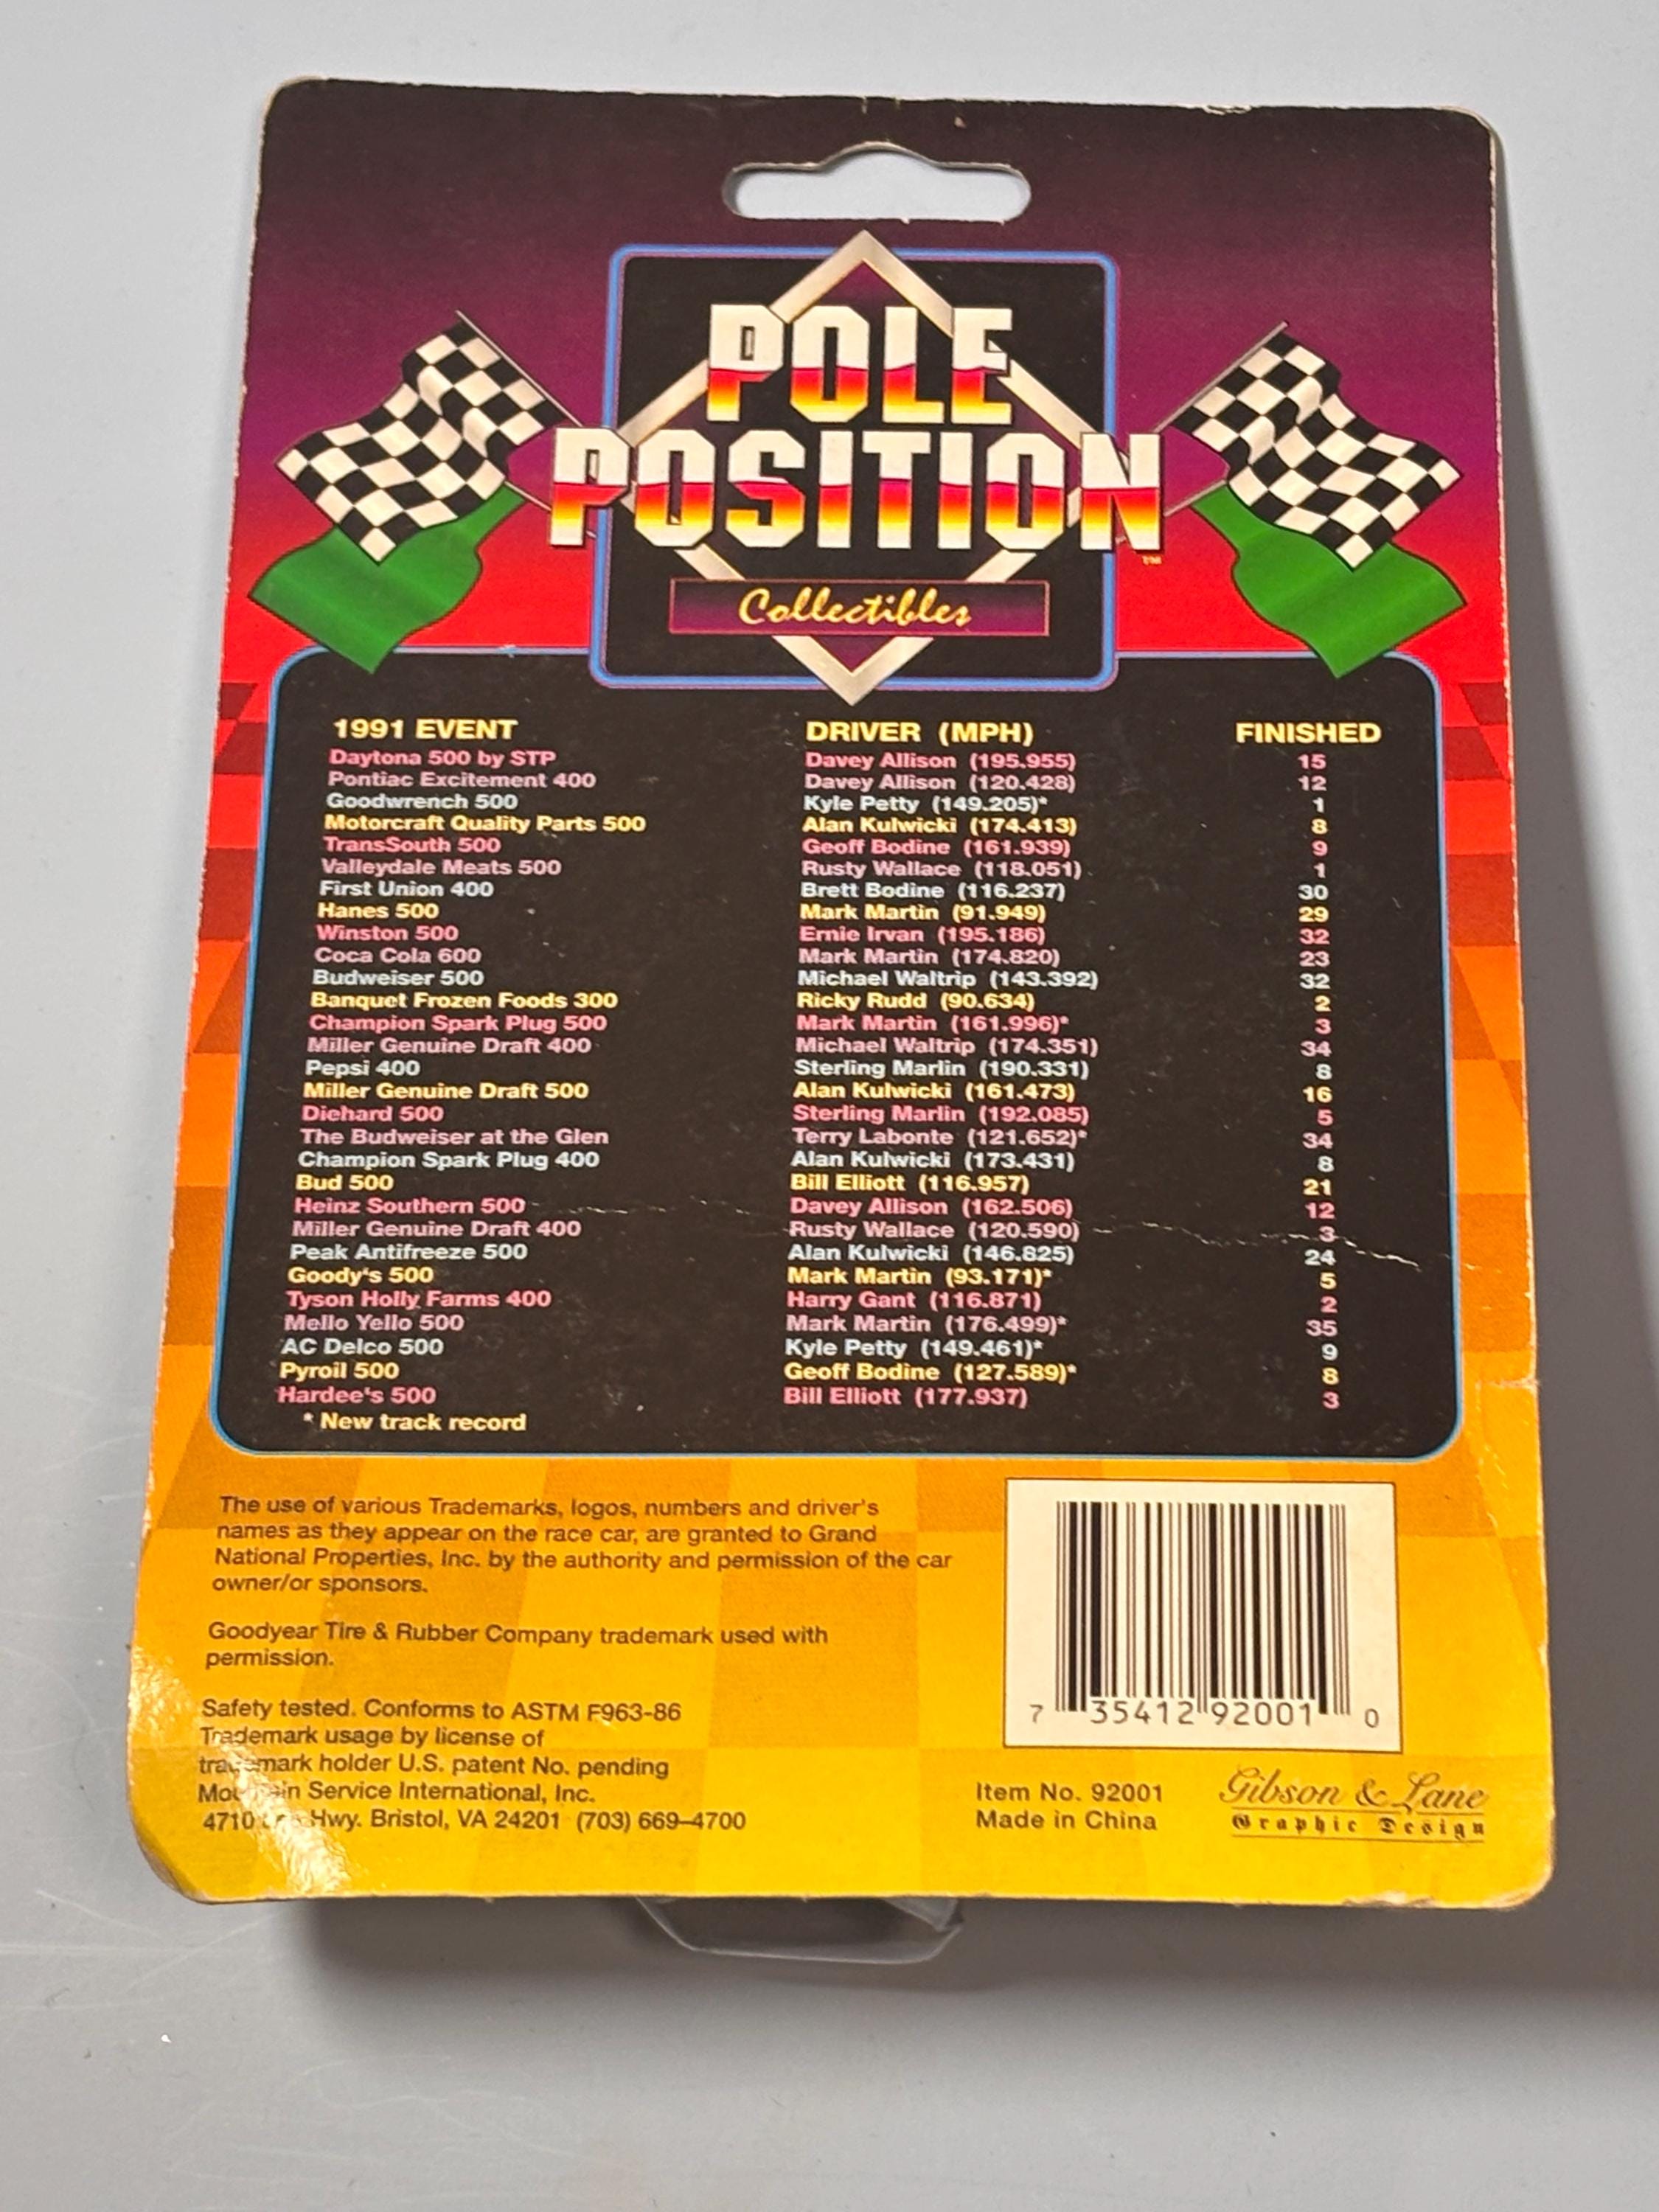 POLE
POSITION™
Collectibles
1991 EVENT DRIVER (MPH) FINISHED
Daytona 500 by STP Davey Allison (195.955) 15
Pontiac Excitement 400 Davey Allison (120.428) 12
Goodwrench 500 Kyle Petty (149.205)* 1
Motorcraft Quality Parts 500 Alan Kulwicki (174.413) 8
TransSouth 500 Geoff Bodine (161.939) 9
Valleydale Meats 500 Rusty Wallace (118.051) 1
First Union 400 Brett Bodine (116.237) 30
Hanes 500 Mark Martin (91.949) 29
Winston 500 Ernie Irvan (195.186) 32
Coca Cola 600 Mark Martin (174.820) 23
Budweiser 500 Michael Waltrip (143.392) 32
Banquet Frozen Foods 300 Ricky Rudd (90.634) 2
Champion Spark Plug 500 Mark Martin (161.996)* 3
Miller Genuine Draft 400 Michael Waltrip (174.351) 34
Pepsi 400 Sterling Marlin (190.331) 8
Miller Genuine Draft 500 Alan Kulwicki (161.473) 16
Diehard 500 Sterling Marlin (192.085) 5
The Budweiser at the Glen Terry Labonte (121.652)* 34
Champion Spark Plug 400 Alan Kulwicki (173.431) 8
Bud 500 Bill Elliott (116.957) 21
Heinz Southern 500 Davey Allison (162.506) 12
Miller Genuine Draft 400 Rusty Wallace (120.590) 3
Peak Antifreeze 500 Alan Kulwicki (146.825) 24
Goody's 500 Mark Martin (93.171)* 5
Tyson Holly Farms 400 Harry Gant (116.871) 2
Mello Yello 500 Mark Martin (176.499)* 35
AC Delco 500 Kyle Petty (149.461)* 9
Pyroil 500 Geoff Bodine (127.589)* 8
Hardee's 500 Bill Elliott (177.937) 3
* New track record
The use of various Trademarks, logos, numbers and driver's
names as they appear on the race car, are granted to Grand
National Properties, Inc. by the authority and permission of the car
owner/or sponsors.
Goodyear Tire & Rubber Company trademark used with
permission.
Safety tested. Conforms to ASTM F963-86
Trademark usage by license of
trademark holder U.S. patent No. pending
Mountain Service International, Inc.
4710 Hwy. Bristol, VA 24201 (703) 669–4700
7 35412 92001 0
Item No. 92001
Made in China
Gibson & Lane
Graphic Design